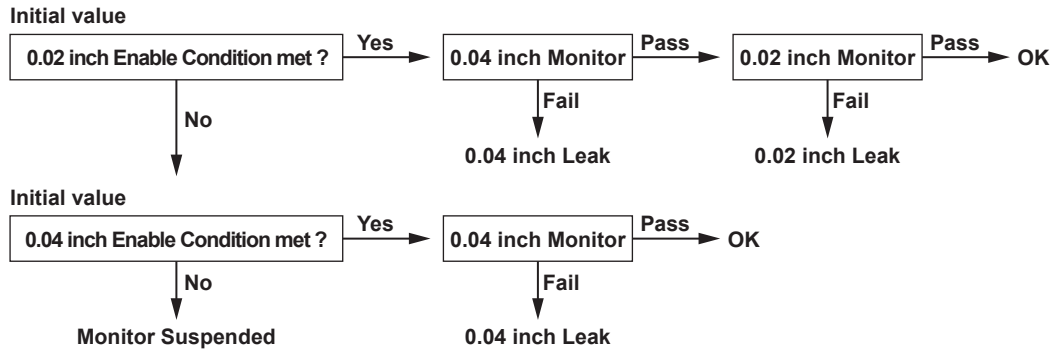 Initial value
0.02 inch Enable Condition met ?
Yes
0.04 inch Monitor
Pass
0.02 inch Monitor
Pass
OK
No
Fail
Fail
0.04 inch Leak
0.02 inch Leak
Initial value
0.04 inch Enable Condition met ?
Yes
0.04 inch Monitor
Pass
OK
No
Fail
Monitor Suspended
0.04 inch Leak